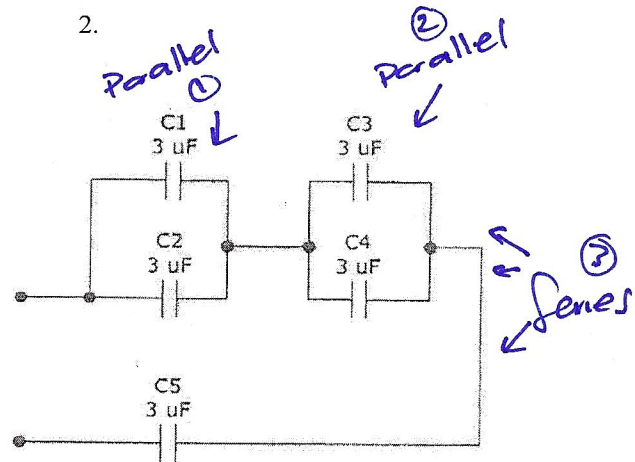 2.
Parallel
①
②
Parallel
C1
3 uF
C3
3 uF
C2
3 uF
C4
3 uF
③
Series
C5
3 uF